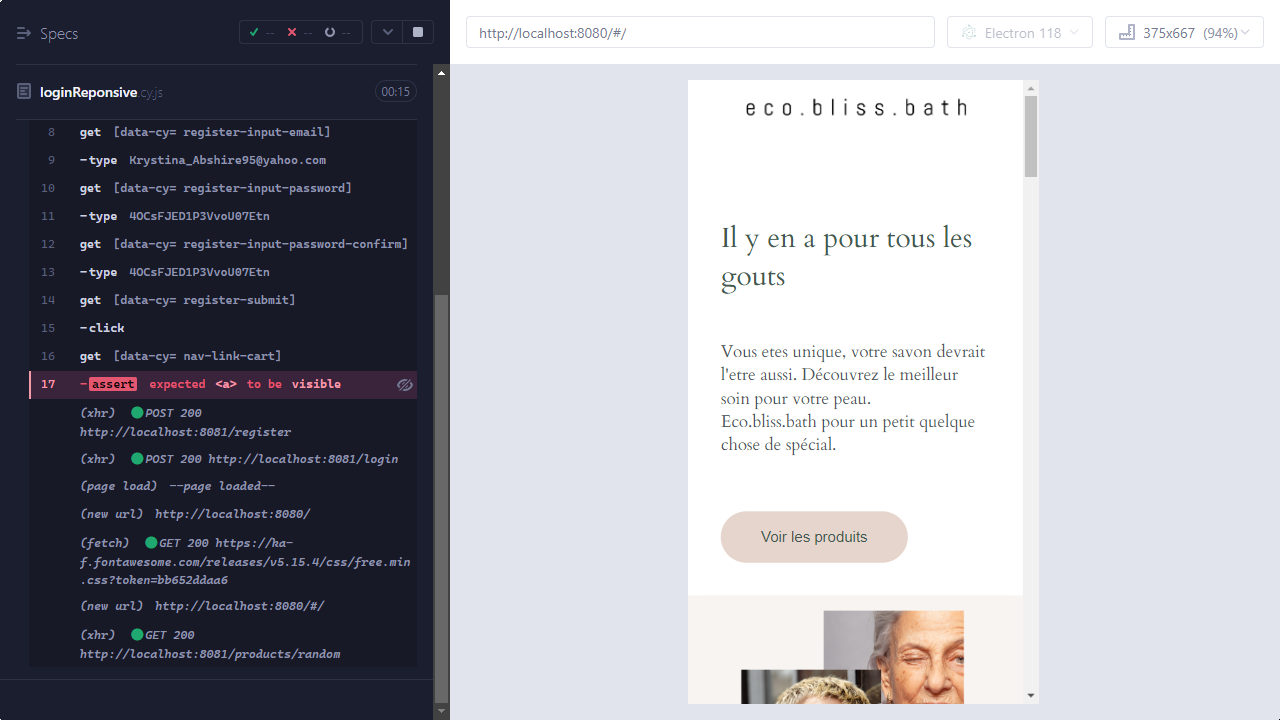 Specs
--
--
--
http://localhost:8080/#/
Electron 118
375x667 (94%)
loginReponsive cy.js
00:15
8 get [data-cy= register-input-email]
9 -type Krystina_Abshire95@yahoo.com
10 get [data-cy= register-input-password]
11 -type 4OCsFJED1P3VvoU07Etn
12 get [data-cy= register-input-password-confirm]
13 -type 4OCsFJED1P3VvoU07Etn
14 get [data-cy= register-submit]
15 -click
16 get [data-cy= nav-link-cart]
17 -assert expected <a> to be visible
(xhr) POST 200
http://localhost:8081/register
(xhr) POST 200 http://localhost:8081/login
(page load) --page loaded--
(new url) http://localhost:8080/
(fetch) GET 200 https://ka-
f.fontawesome.com/releases/v5.15.4/css/free.min
.css?token=bb652ddaa6
(new url) http://localhost:8080/#/
(xhr) GET 200
http://localhost:8081/products/random
eco.bliss.bath
Il y en a pour tous les
gouts
Vous etes unique, votre savon devrait
l'etre aussi. Découvrez le meilleur
soin pour votre peau.
Eco.bliss.bath pour un petit quelque
chose de spécial.
Voir les produits